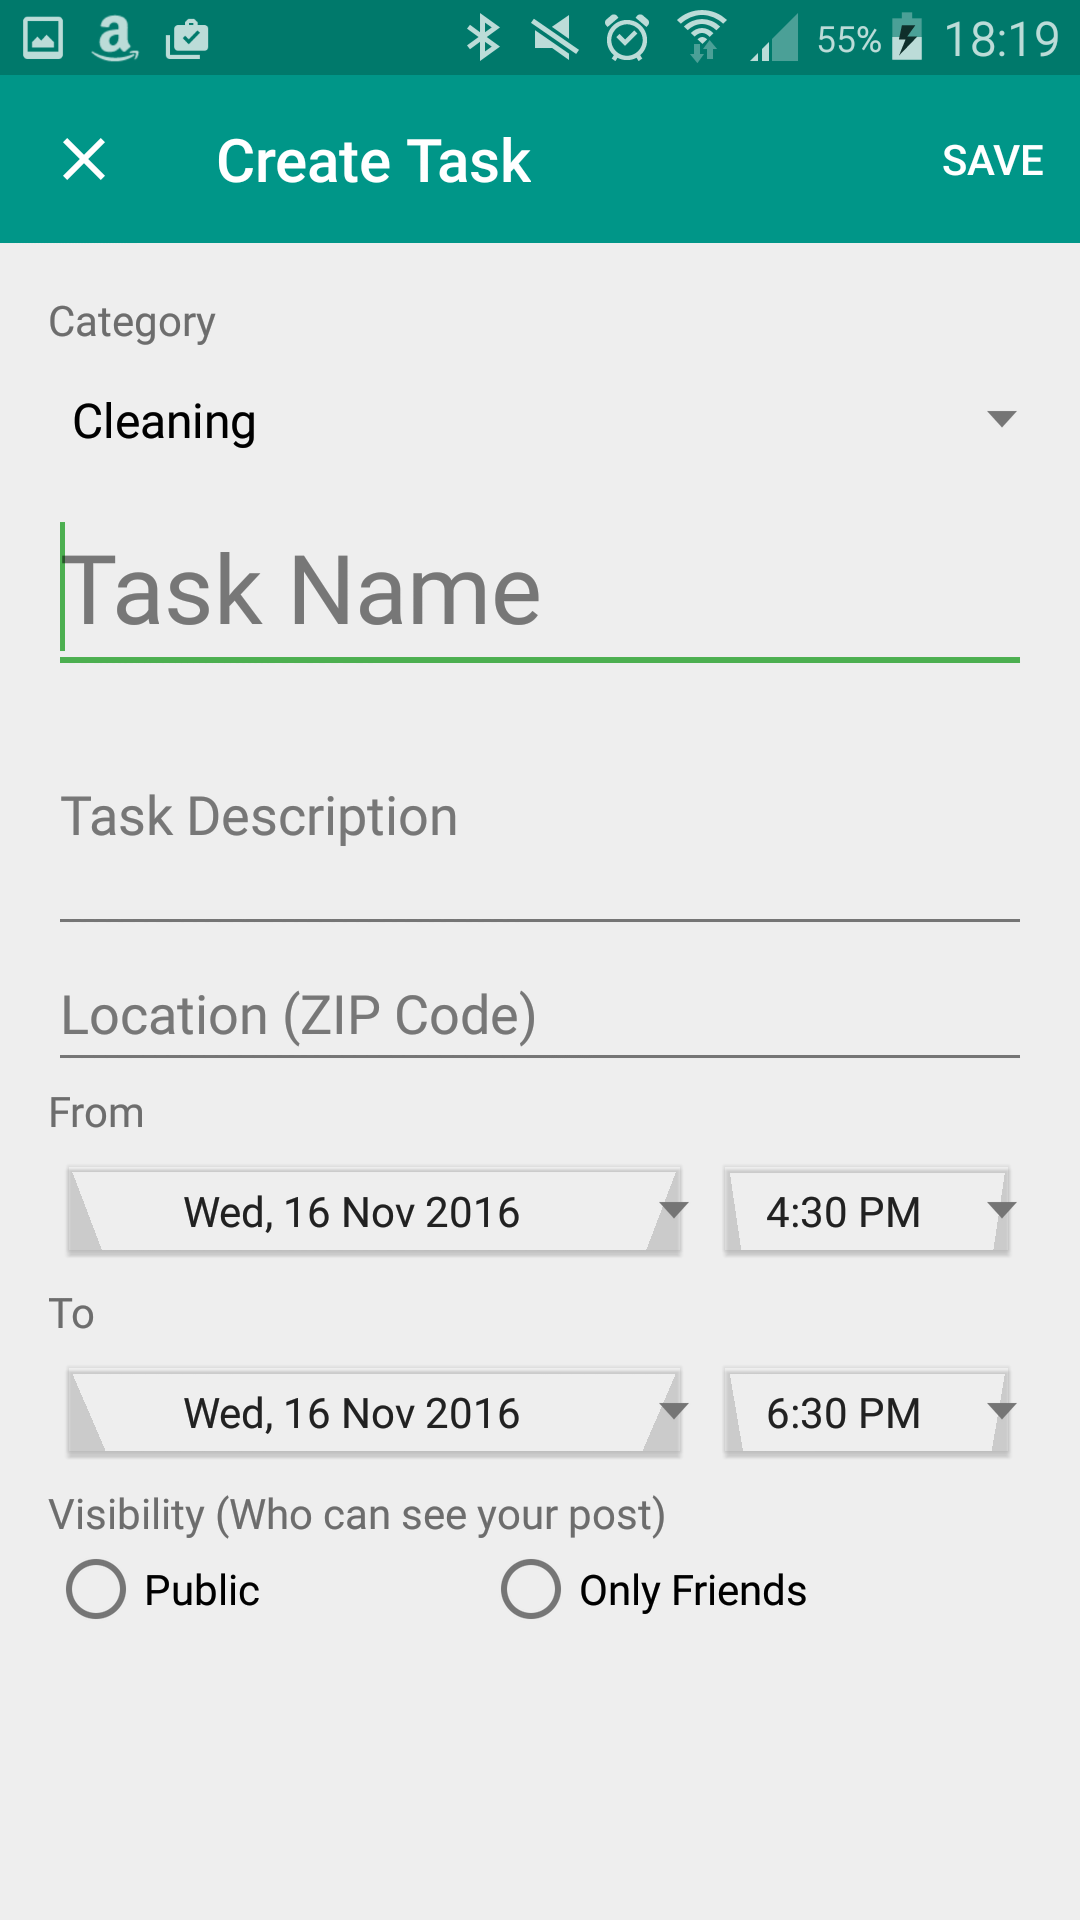 55% 18:19
Create Task SAVE
Category
Cleaning
Task Name
Task Description
Location (ZIP Code)
From
Wed, 16 Nov 2016 4:30 PM
To
Wed, 16 Nov 2016 6:30 PM
Visibility (Who can see your post)
Public Only Friends